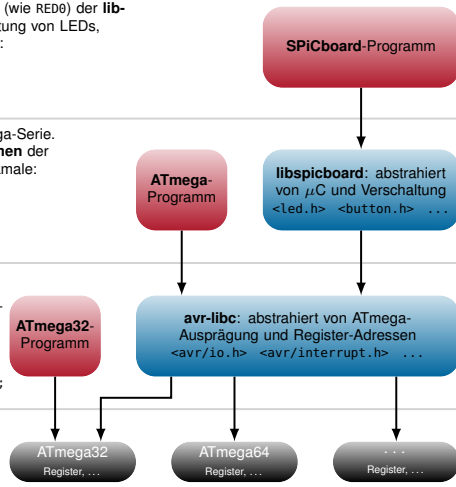 (wie RED0) der lib-
tung von LEDs,
:
SPiCboard-Programm
ga-Serie.
men der
kmale:
ATmega-
Programm
libspicboard: abstrahiert
von μC und Verschaltung
<led.h> <button.h> ...
ATmega32-
Programm
avr-libc: abstrahiert von ATmega-
Ausprägung und Register-Adressen
<avr/io.h> <avr/interrupt.h> ...
;
ATmega32
Register, ...
ATmega64
Register, ...
...
Register, ...